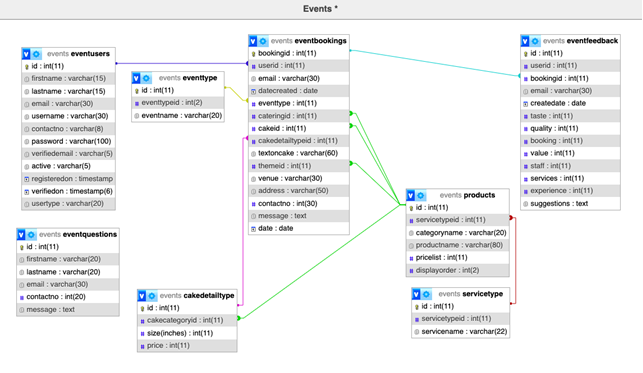 Events *
events eventusers
id : int(11)
firstname : varchar(15)
lastname : varchar(15)
email : varchar(30)
username : varchar(30)
contactno : varchar(8)
password : varchar(100)
verifiedemail : varchar(5)
active : varchar(5)
registeredon : timestamp
verifiedon : timestamp(6)
usertype : varchar(20)
events eventquestions
id : int(11)
firstname : varchar(20)
lastname : varchar(20)
email : varchar(30)
contactno : int(20)
message : text
events eventtype
id : int(11)
eventtypeid : int(2)
eventname : varchar(20)
events cakedetailtype
id : int(11)
cakecategoryid : int(11)
size(inches) : int(11)
price : int(11)
events eventbookings
bookingid : int(11)
userid : int(11)
email : varchar(30)
datecreated : date
eventtype : int(11)
cateringid : int(11)
cakeid : int(11)
cakedetailtypeid : int(11)
textoncake : varchar(60)
themeid : int(11)
venue : varchar(30)
address : varchar(50)
contactno : int(30)
message : text
date : date
events products
id : int(11)
servicetypeid : int(11)
categoryname : varchar(20)
productname : varchar(80)
pricelist : int(11)
displayorder : int(2)
events servicetype
id : int(11)
servicetypeid : int(11)
servicename : varchar(22)
events eventfeedback
id : int(11)
userid : int(11)
bookingid : int(11)
email : varchar(30)
createdate : date
taste : int(11)
quality : int(11)
booking : int(11)
value : int(11)
staff : int(11)
services : int(11)
experience : int(11)
suggestions : text